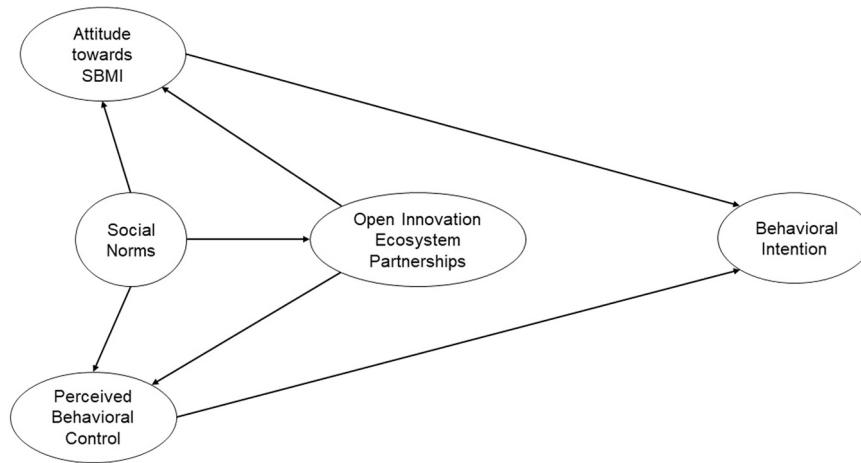 Attitude
towards
SBMI
Social
Norms
Open Innovation
Ecosystem
Partnerships
Behavioral
Intention
Perceived
Behavioral
Control